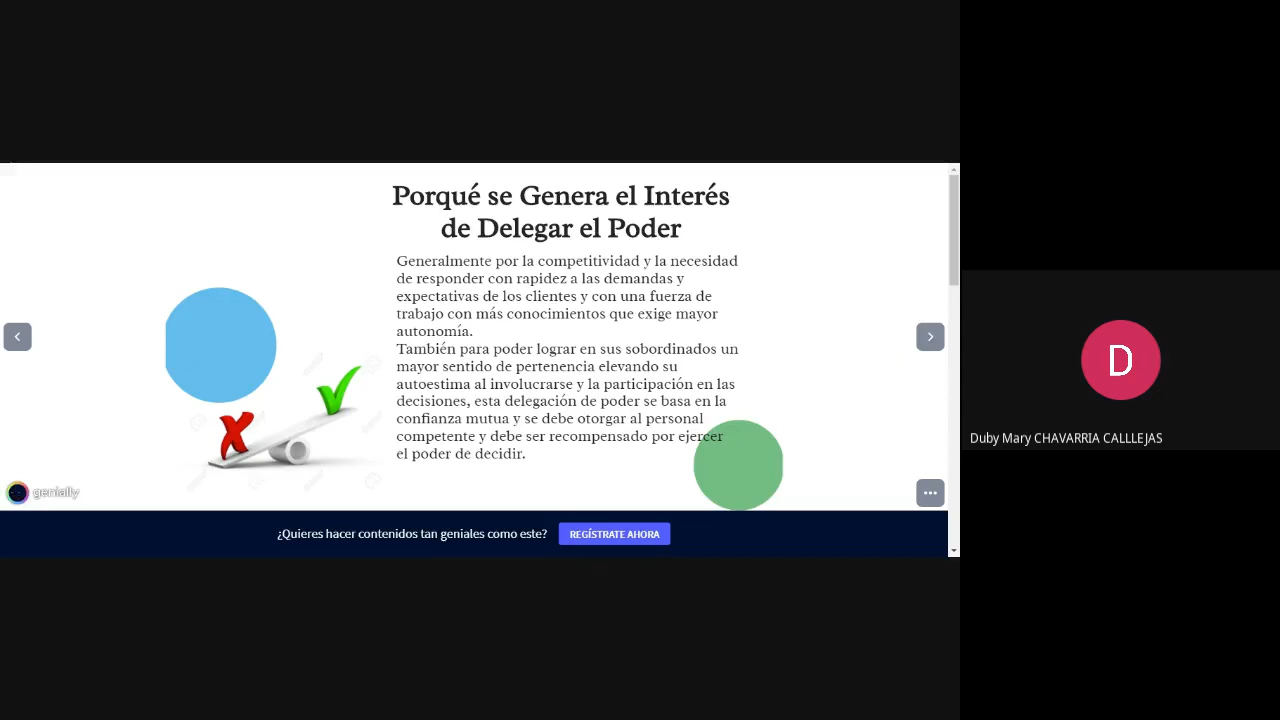 Porqué se Genera el Interés
de Delegar el Poder
Generalmente por la competitividad y la necesidad
de responder con rapidez a las demandas y
expectativas de los clientes y con una fuerza de
trabajo con más conocimientos que exige mayor
autonomía.
También para poder lograr en sus sobordinados un
mayor sentido de pertenencia elevando su
autoestima al involucrarse y la participación en las
decisiones, esta delegación de poder se basa en la
confianza mutua y se debe otorgar al personal
competente y debe ser recompensado por ejercer
el poder de decidir.
genially
¿Quieres hacer contenidos tan geniales como este? REGÍSTRATE AHORA
D
Duby Mary CHAVARRIA CALLLEJAS